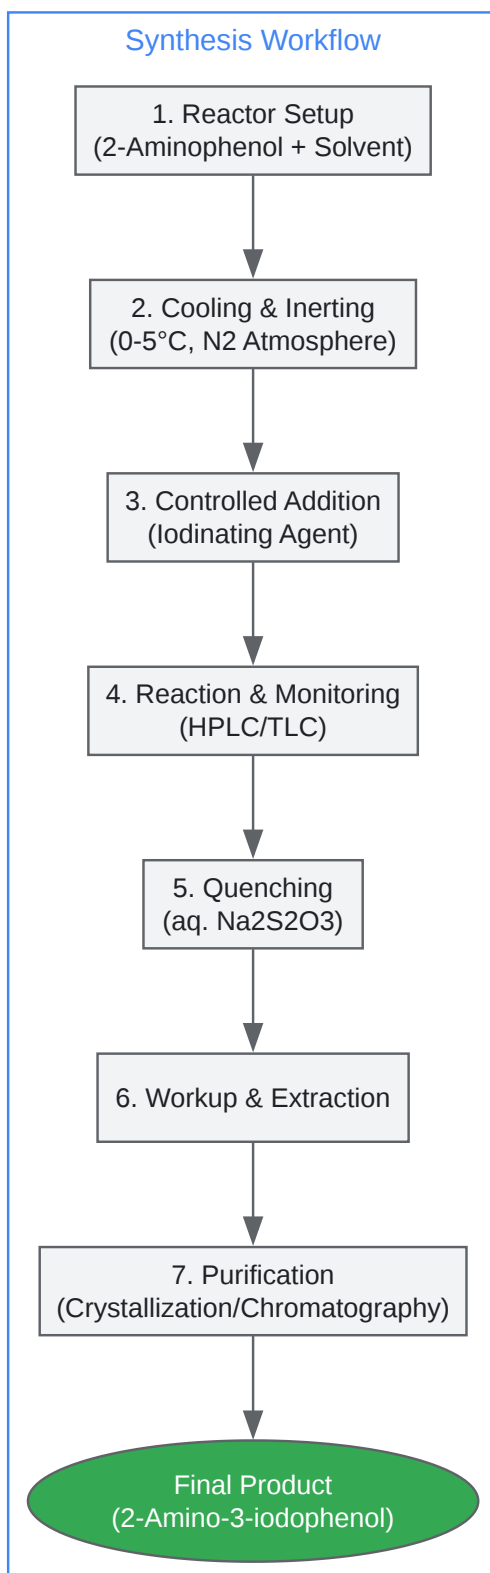 Synthesis Workflow
1. Reactor Setup
(2-Aminophenol + Solvent)
2. Cooling & Inerting
(0-5°C, N2 Atmosphere)
3. Controlled Addition
(Iodinating Agent)
4. Reaction & Monitoring
(HPLC/TLC)
5. Quenching
(aq. Na2S2O3)
6. Workup & Extraction
7. Purification
(Crystallization/Chromatography)
Final Product
(2-Amino-3-iodophenol)